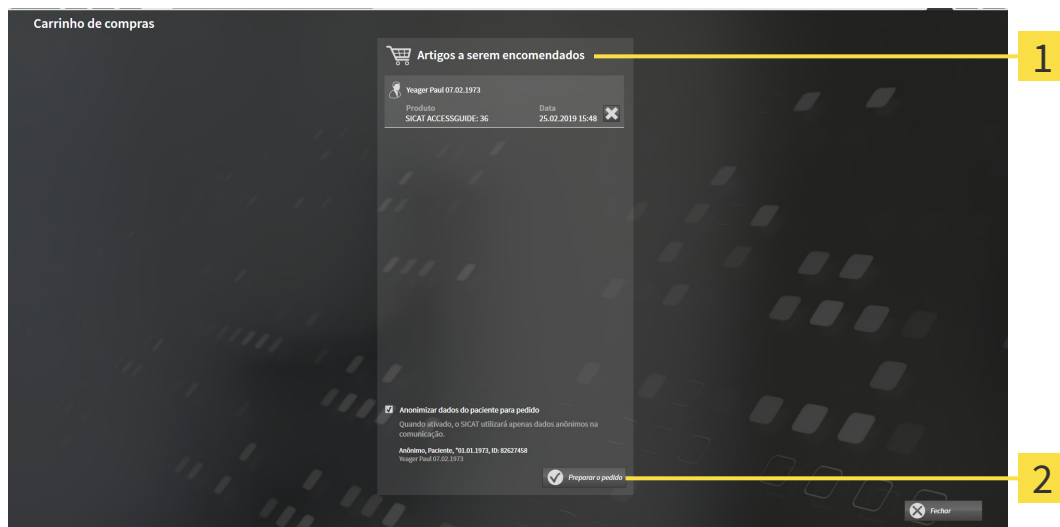 Carrinho de compras
Artigos a serem encomendados
1
Yeager Paul 07.02.1973
Produto Data
SICAT ACCESSGUIDE: 36 25.02.2019 15:48
Anonimizar dados do paciente para pedido
Quando ativado, o SICAT utilizará apenas dados anônimos na
comunicação.
Anônimo, Paciente, *01.01.1973, ID: 82627458
Yeager Paul 07.02.1973
Preparar o pedido
2
Fechar